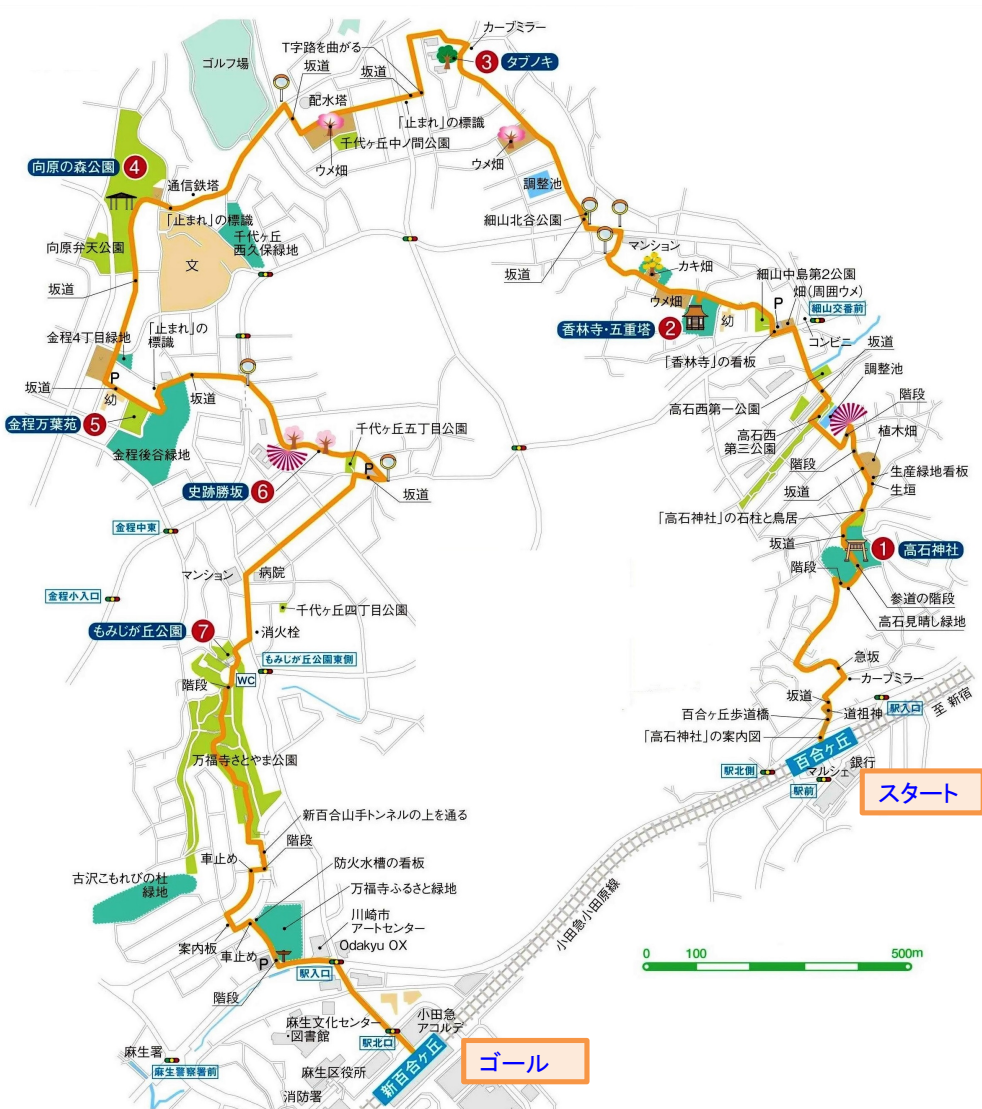 カーブミラー
T字路を曲がる
③ タブノキ
ゴルフ場
坂道
坂道
配水塔
「止まれ」の標識
千代ヶ丘中ノ間公園
ウメ畑
ウメ畑
④
向原の森公園
通信鉄塔
調整池
「止まれ」の標識
細山北谷公園
千代ヶ丘
西久保緑地
向原弁天公園
文
坂道
マンション
カキ畑
細山中島第2公園
坂道
P
畑(周囲ウメ)
ウメ畑
細山交番前
香林寺・五重塔 ②
幼
コンビニ
「香林寺」の看板
坂道
金程4丁目緑地
「止まれ」の
標識
調整池
P
坂道
坂道
階段
幼
高石西第一公園
金程万葉苑 ⑤
高石西
第三公園
植木畑
千代ヶ丘五丁目公園
階段
金程後谷緑地
P
生産緑地看板
坂道
生垣
史跡勝坂 ⑥
坂道
「高石神社」の石柱と鳥居
金程中東
坂道
① 高石神社
階段
マンション
病院
金程小入口
参道の階段
千代ヶ丘四丁目公園
高石見晴し緑地
もみじが丘公園 ⑦
消火栓
もみじが丘公園東側
急坂
WC
階段
カーブミラー
坂道
駅入口
至 新宿
百合ヶ丘歩道橋
道祖神
「高石神社」の案内図
百合ヶ丘
万福寺さとやま公園
駅北側
銀行
マルシェ
駅前
スタート
新百合山手トンネルの上を通る
階段
車止め
防火水槽の看板
古沢こもれびの杜
緑地
万福寺ふるさと緑地
小田急小田原線
川崎市
アートセンター
案内板
車止め
Odakyu OX
0 100 500m
P
駅入口
階段
麻生文化センター
・図書館
小田急
アコルデ
駅北口
麻生署
麻生警察署前
新百合ヶ丘
ゴール
麻生区役所
消防署